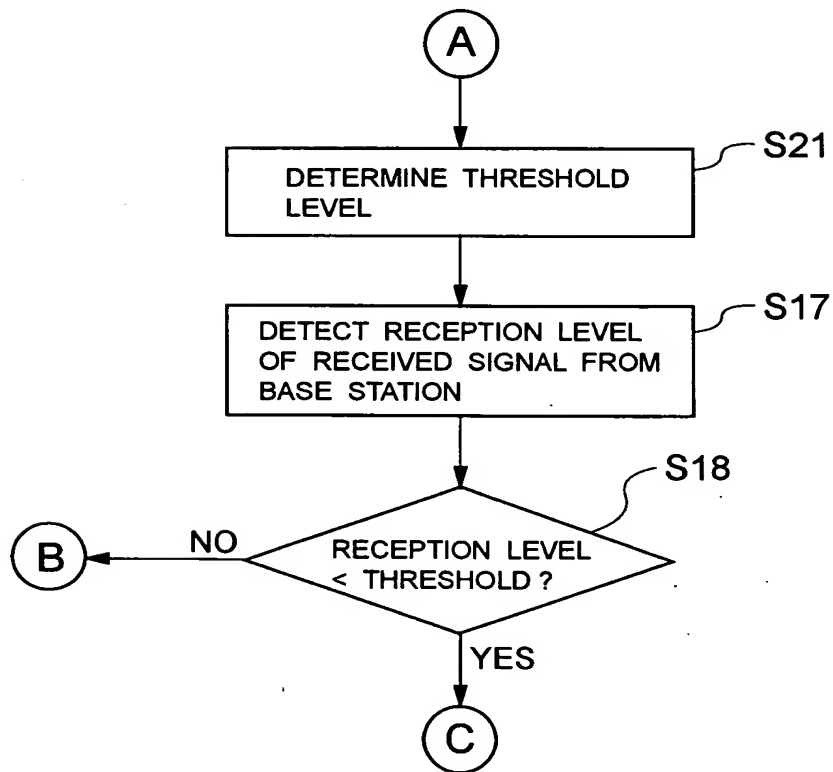 A
S21
DETERMINE THRESHOLD
LEVEL
S17
DETECT RECEPTION LEVEL
OF RECEIVED SIGNAL FROM
BASE STATION
S18
B
NO
RECEPTION LEVEL
< THRESHOLD ?
YES
C